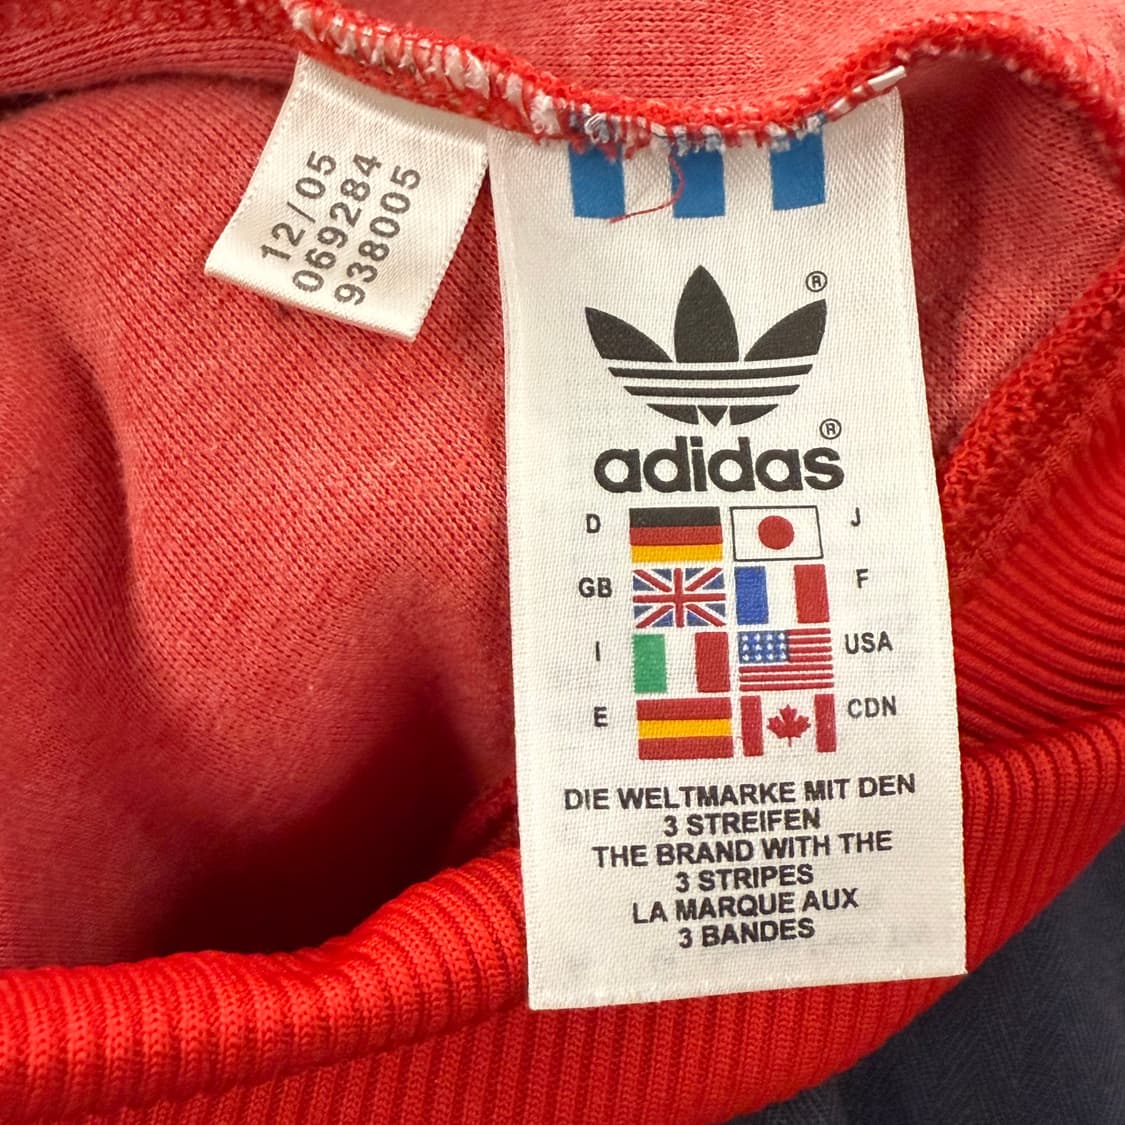 12/05
069284
938005
®
adidas®
D
J
GB
F
I
USA
E
CDN
DIE WELTMARKE MIT DEN
3 STREIFEN
THE BRAND WITH THE
3 STRIPES
LA MARQUE AUX
3 BANDES